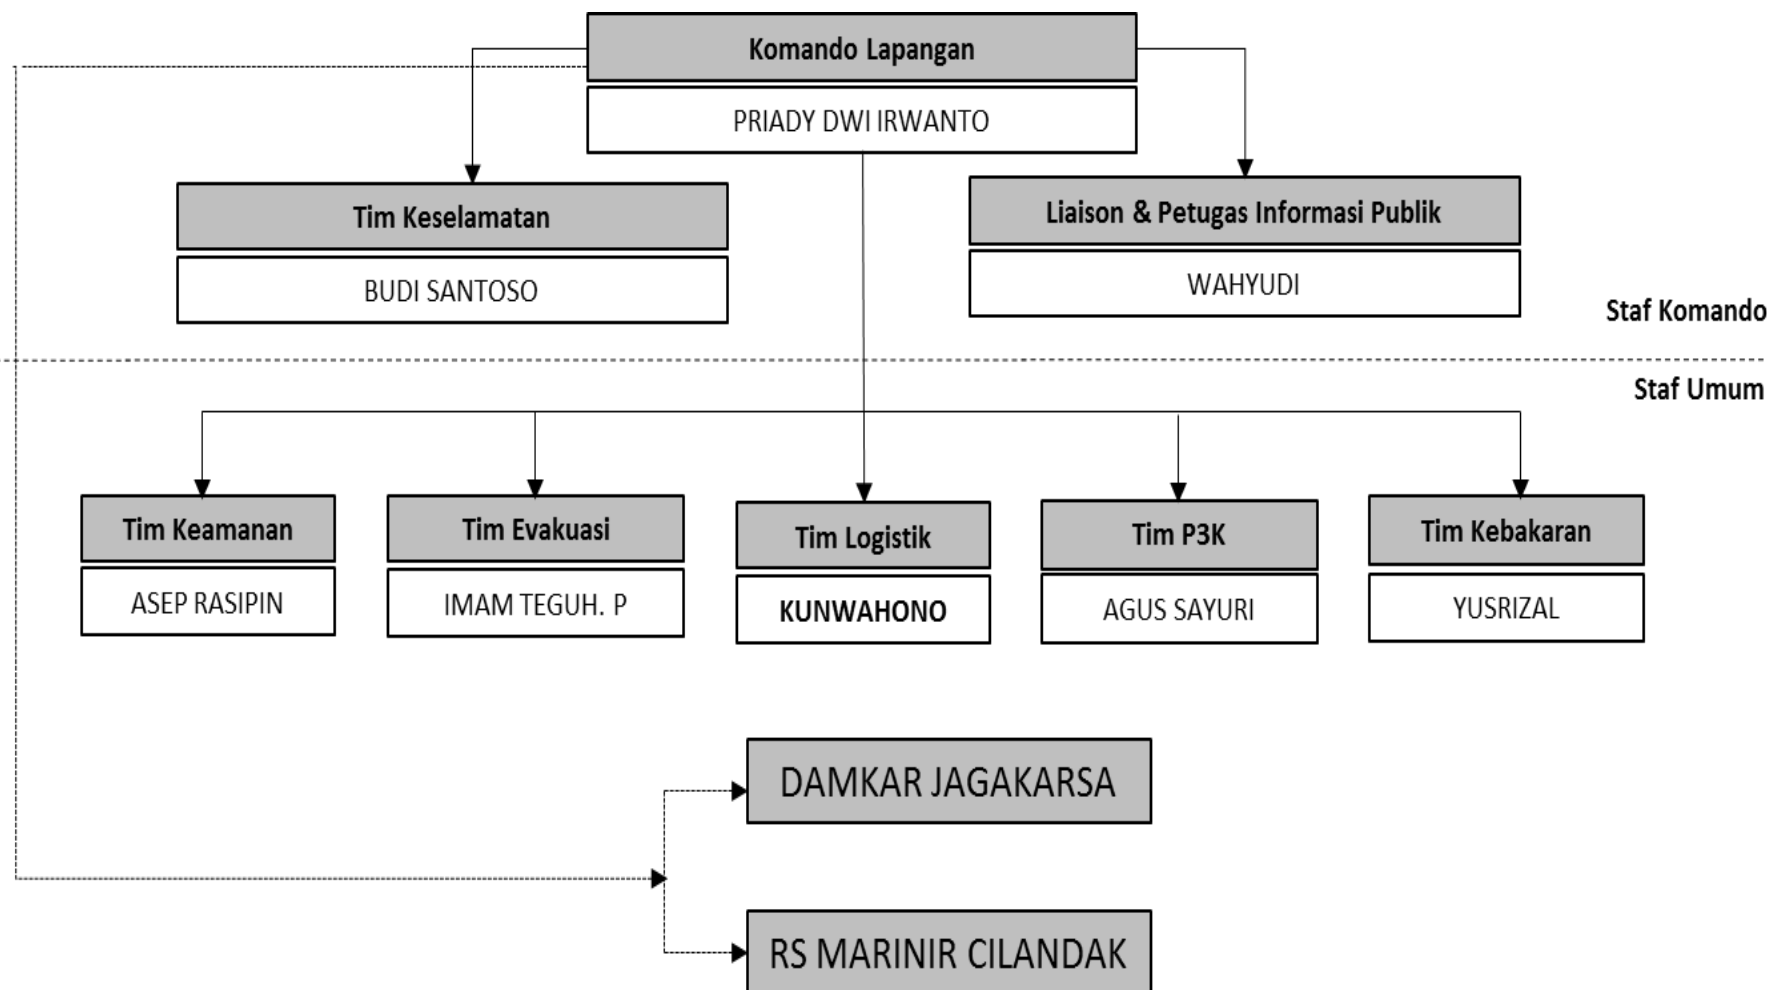 Komando Lapangan
PRIADY DWI IRWANTO
Tim Keselamatan
BUDI SANTOSO
Liaison & Petugas Informasi Publik
WAHYUDI
Staf Komando
Staf Umum
Tim Keamanan
ASEP RASIPIN
Tim Evakuasi
IMAM TEGUH. P
Tim Logistik
KUNWAHONO
Tim P3K
AGUS SAYURI
Tim Kebakaran
YUSRIZAL
DAMKAR JAGAKARSA
RS MARINIR CILANDAK